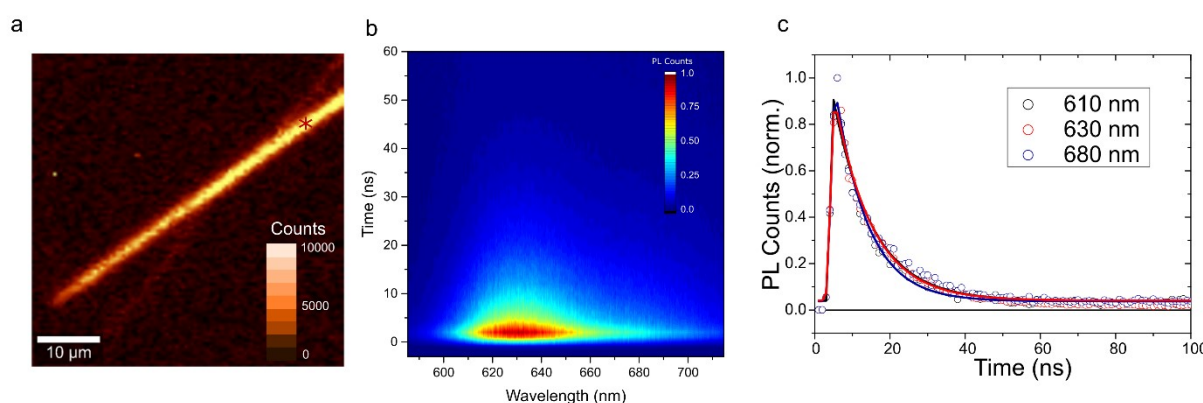 a
*
Counts
10000
5000
0
10 µm
b
60
50
40
30
20
10
0
Time (ns)
PL Counts
1.0
0.75
0.50
0.25
0.0
600 620 640 660 680 700
Wavelength (nm)
c
1.0
0.8
0.6
0.4
0.2
0.0
PL Counts (norm.)
610 nm
630 nm
680 nm
0 20 40 60 80 100
Time (ns)